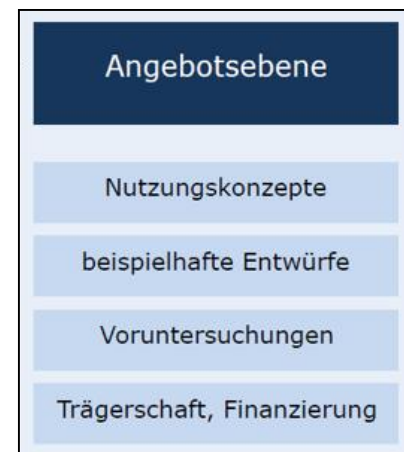 Angebotsebene
Nutzungskonzepte
beispielhafte Entwürfe
Voruntersuchungen
Trägerschaft, Finanzierung